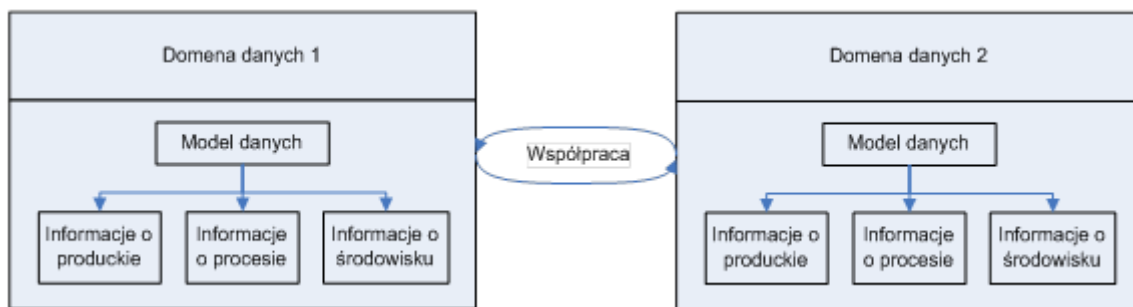 Domena danych 1
Model danych
Informacje o
produckie
Informacje
o procesie
Informacje o
środowisku
Współpraca
Domena danych 2
Model danych
Informacje o
produckie
Informacje
o procesie
Informacje o
środowisku